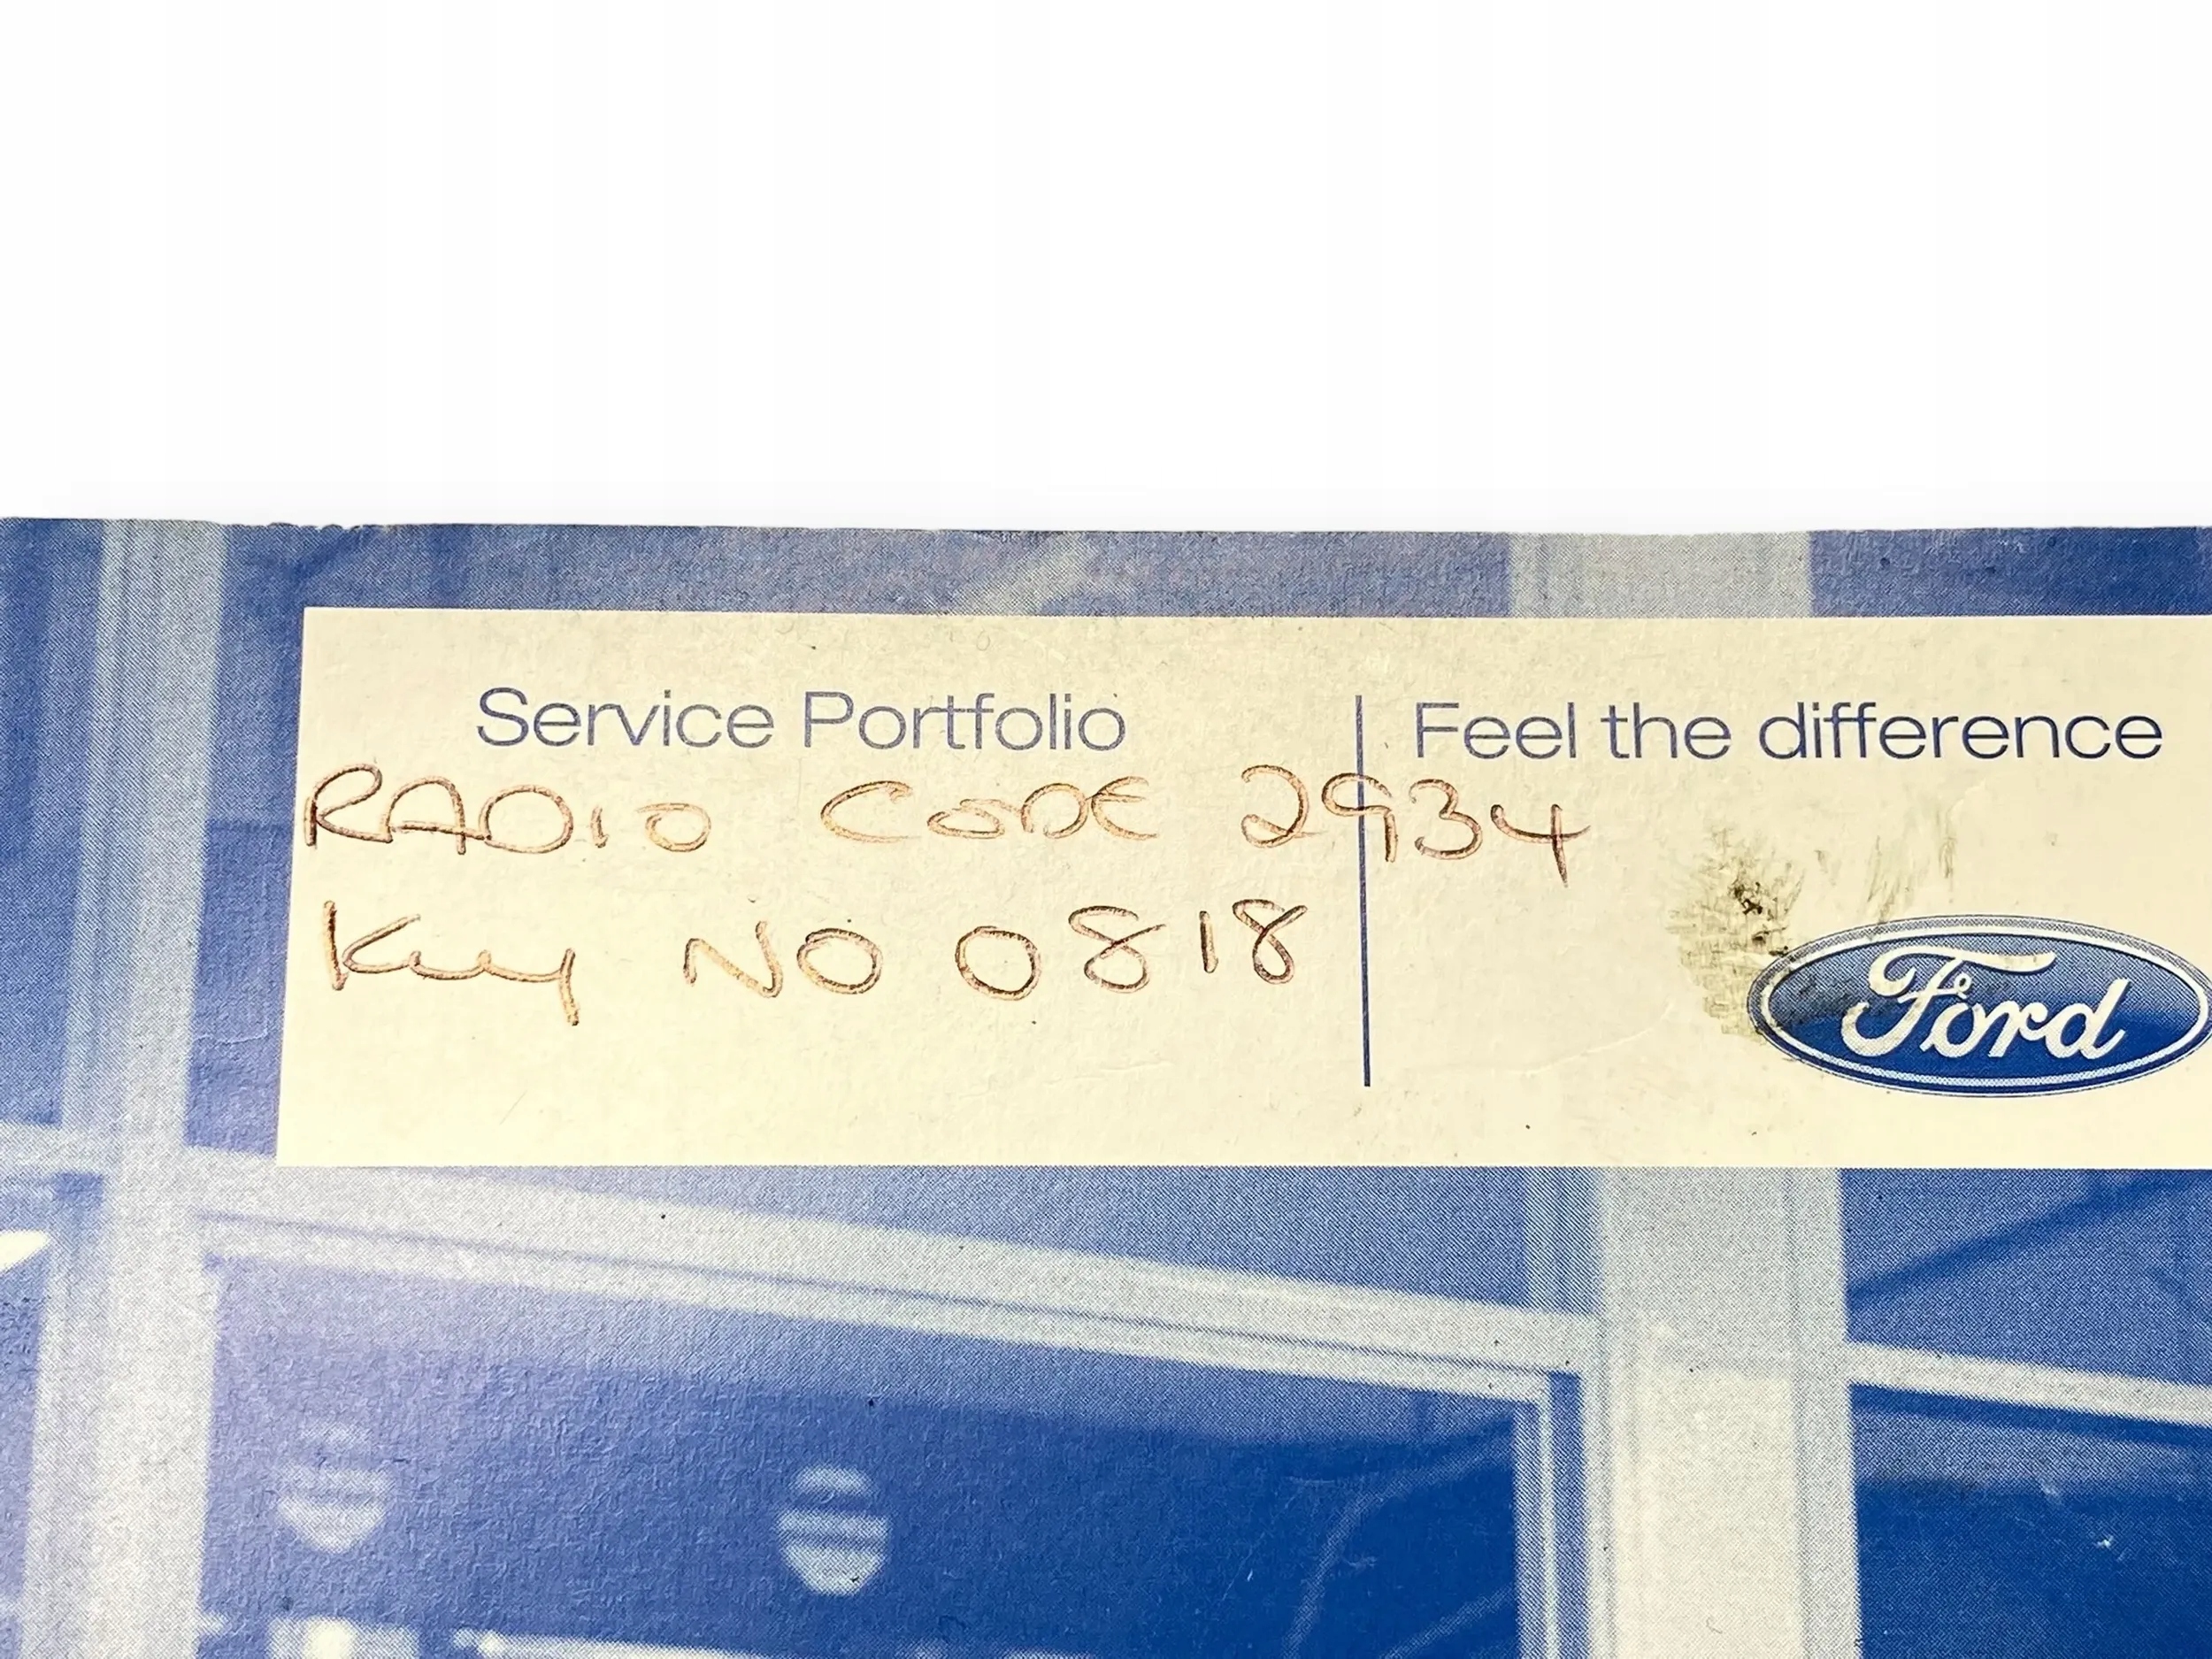 Service Portfolio
Feel the difference
RADIO CODE 2934
Key NO 0818
Ford